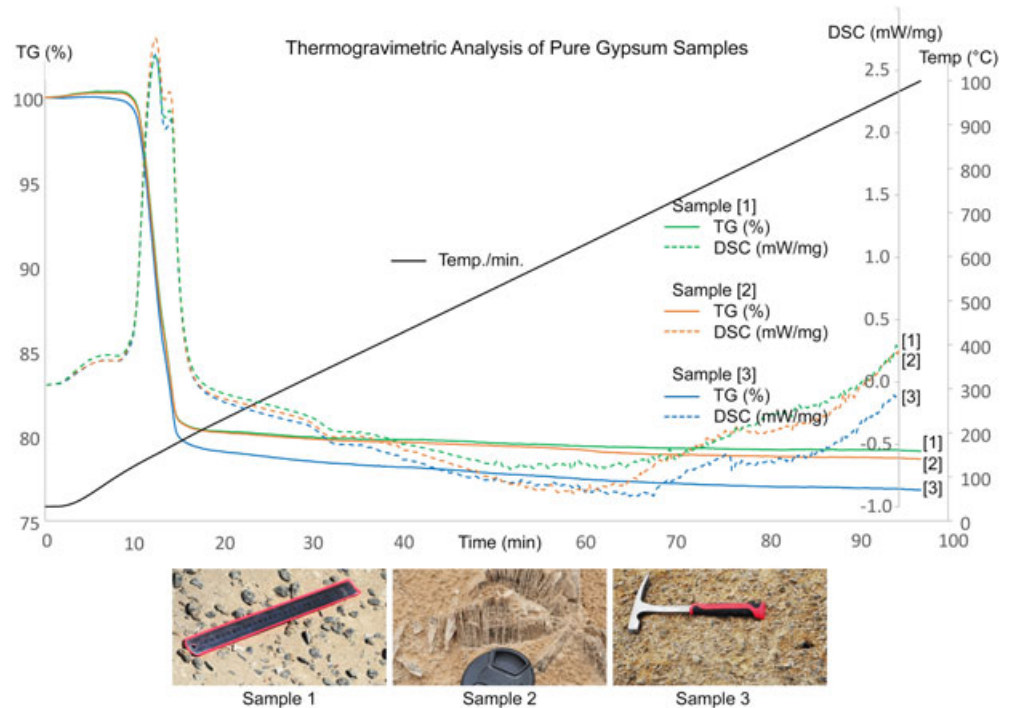 Thermogravimetric Analysis of Pure Gypsum Samples
TG (%)
DSC (mW/mg)
Temp (°C)
100
95
90
85
80
75
2.5
2.0
1.5
1.0
0.5
0.0
-0.5
-1.0
100
900
800
700
600
500
400
300
200
100
0
Temp./min.
Sample [1]
TG (%)
DSC (mW/mg)
Sample [2]
TG (%)
DSC (mW/mg)
Sample [3]
TG (%)
DSC (mW/mg)
[1]
[2]
[3]
[1]
[2]
[3]
0
10
20
30
40
Time (min)
60
70
80
90
100
Sample 1
Sample 2
Sample 3